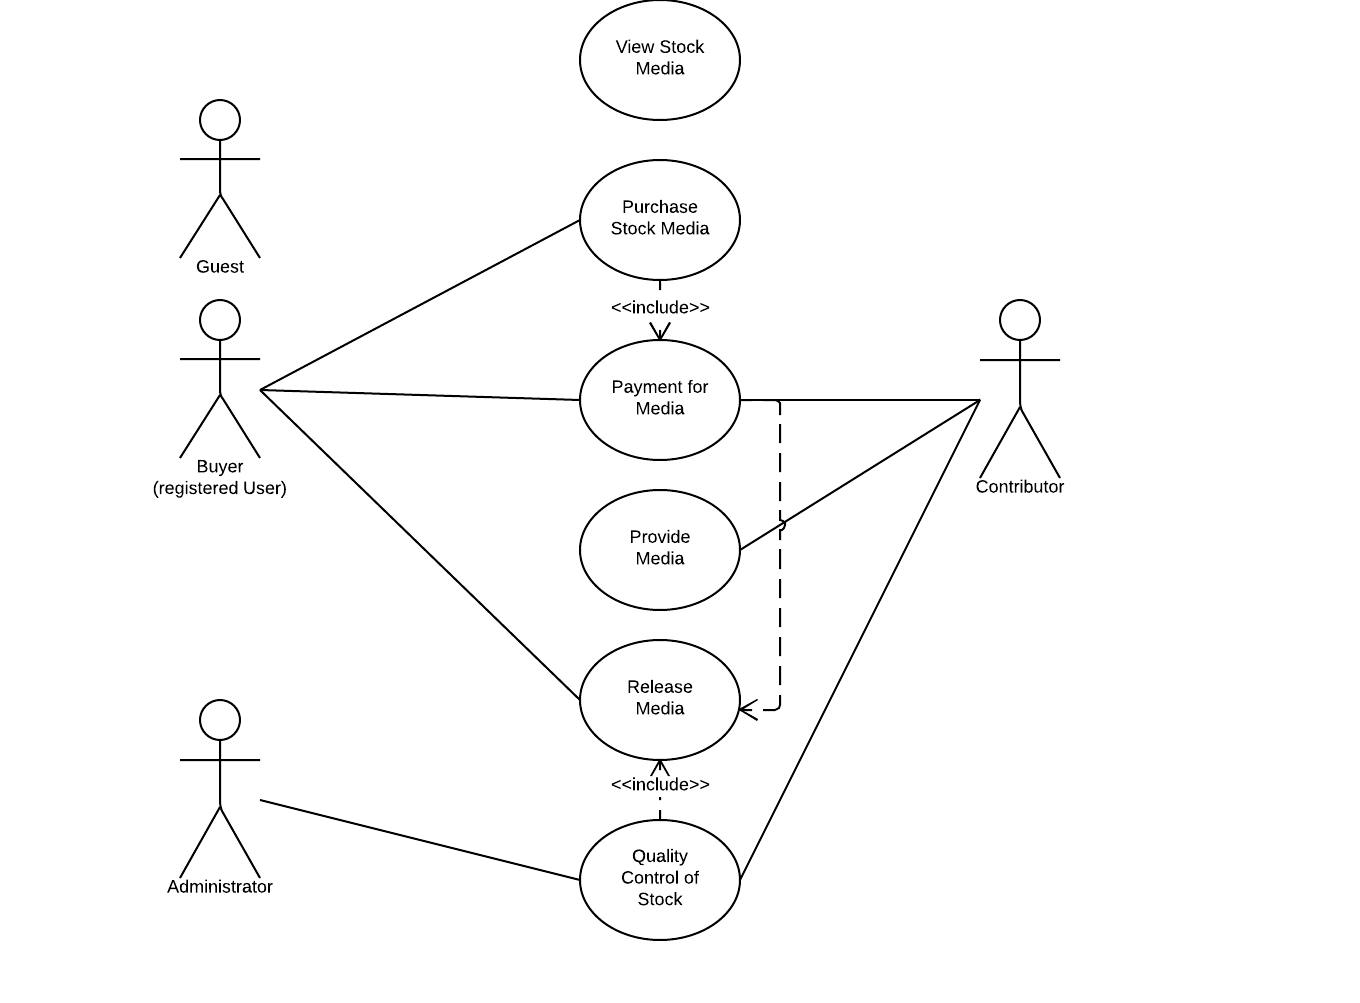 View Stock
Media
Guest
Purchase
Stock Media
<<include>>
Buyer
(registered User)
Payment for
Media
Contributor
Provide
Media
Release
Media
<<include>>
Administrator
Quality
Control of
Stock